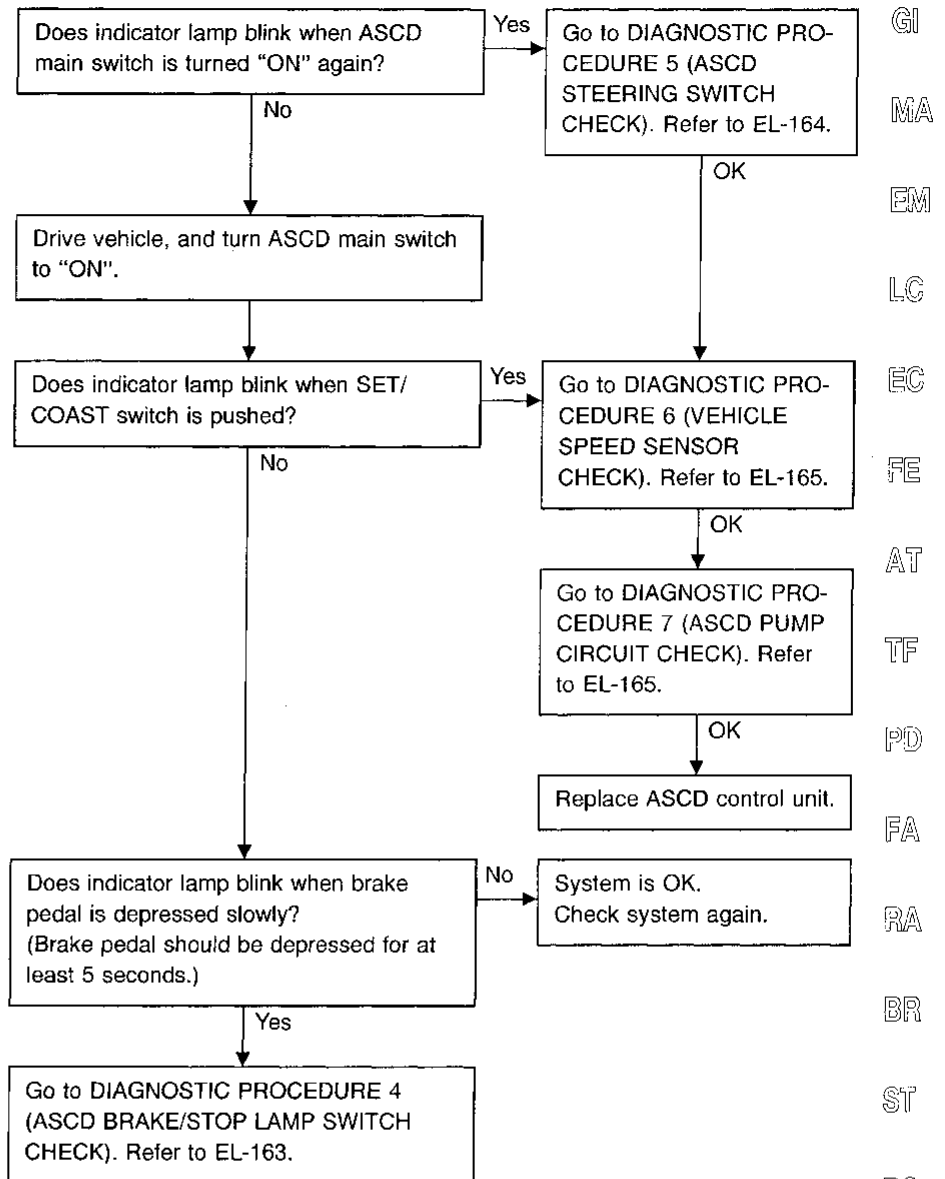 Does indicator lamp blink when ASCD
main switch is turned “ON” again?
Yes
Go to DIAGNOSTIC PRO-
CEDURE 5 (ASCD
STEERING SWITCH
CHECK). Refer to EL-164.
No
OK
Drive vehicle, and turn ASCD main switch
to “ON”.
Does indicator lamp blink when SET/
COAST switch is pushed?
Yes
Go to DIAGNOSTIC PRO-
CEDURE 6 (VEHICLE
SPEED SENSOR
CHECK). Refer to EL-165.
No
OK
Go to DIAGNOSTIC PRO-
CEDURE 7 (ASCD PUMP
CIRCUIT CHECK). Refer
to EL-165.
OK
Replace ASCD control unit.
Does indicator lamp blink when brake
pedal is depressed slowly?
(Brake pedal should be depressed for at
least 5 seconds.)
No
System is OK.
Check system again.
Yes
Go to DIAGNOSTIC PROCEDURE 4
(ASCD BRAKE/STOP LAMP SWITCH
CHECK). Refer to EL-163.
GI
MA
EM
LC
EC
FE
AT
TF
PD
FA
RA
BR
ST